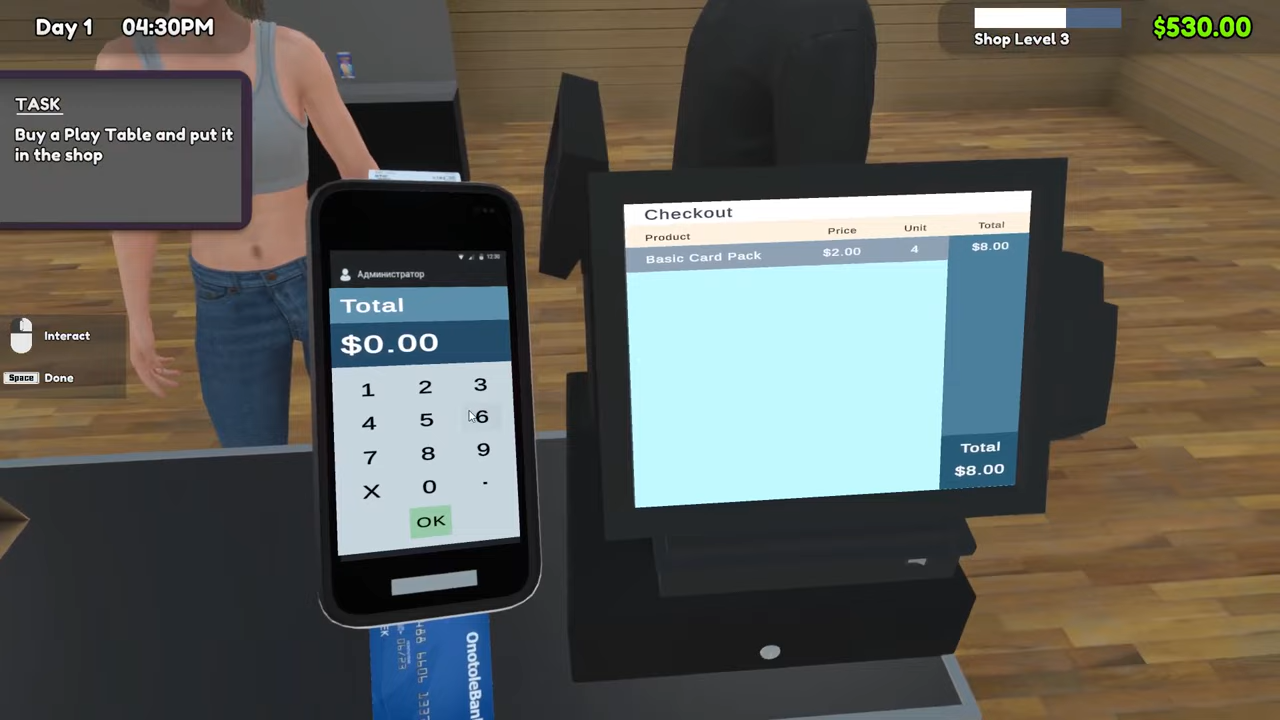 Day 1 04:30PM
Shop Level 3
$530.00
TASK
Buy a Play Table and put it
in the shop
Interact
Space Done
12:30
Администратор
Total
$0.00
1 2 3
4 5 6
7 8 9
X 0 .
OK
Checkout
Product Price Unit Total
Basic Card Pack $2.00 4 $8.00
Total
$8.00
OnotoleBank